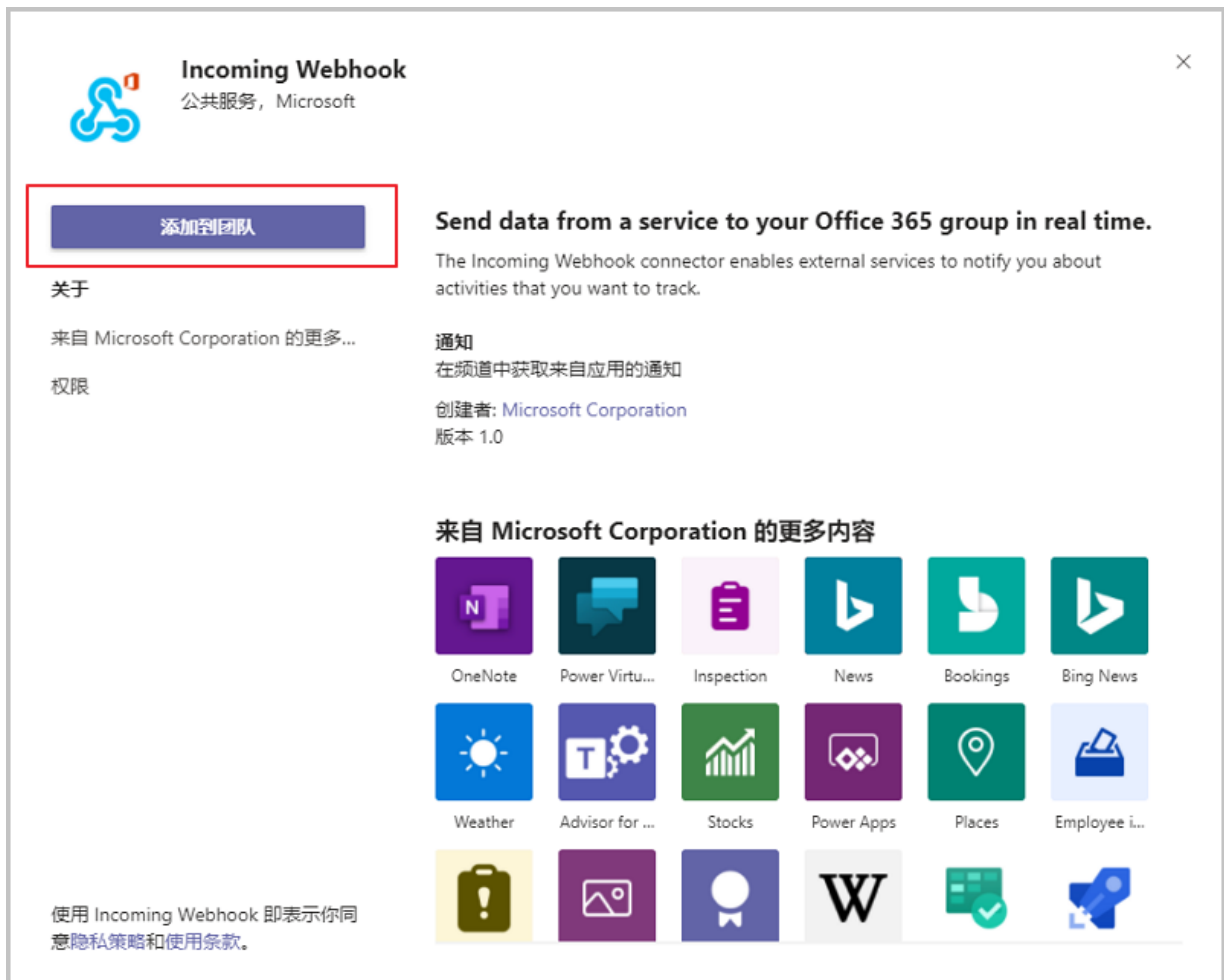 Incoming Webhook
公共服务，Microsoft
添加到团队
关于
来自 Microsoft Corporation 的更多...
权限
Send data from a service to your Office 365 group in real time.
The Incoming Webhook connector enables external services to notify you about
activities that you want to track.
通知
在频道中获取来自应用的通知
创建者: Microsoft Corporation
版本 1.0
来自 Microsoft Corporation 的更多内容
N
OneNote
Power Virtu...
Inspection
News
Bookings
Bing News
T
Weather
Advisor for ...
Stocks
Power Apps
Places
Employee i...
W
使用 Incoming Webhook 即表示你同
意隐私策略和使用条款。